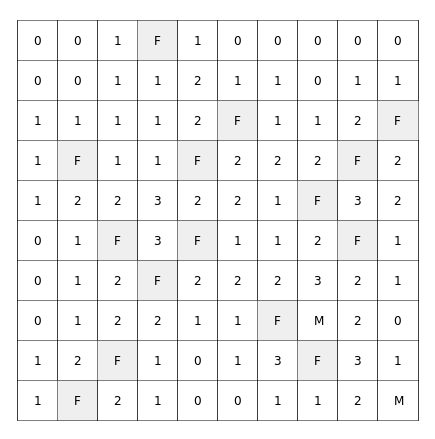 0 0 1 F 1 0 0 0 0 0
0 0 1 1 2 1 1 0 1 1
1 1 1 1 2 F 1 1 2 F
1 F 1 1 F 2 2 2 F 2
1 2 2 3 2 2 1 F 3 2
0 1 F 3 F 1 1 2 F 1
0 1 2 F 2 2 2 3 2 1
0 1 2 2 1 1 F M 2 0
1 2 F 1 0 1 3 F 3 1
1 F 2 1 0 0 1 1 2 M